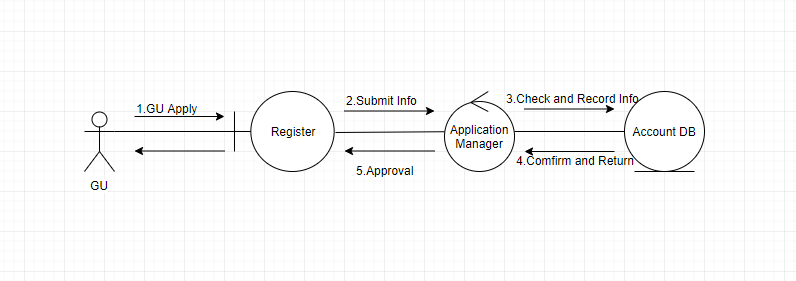 1.GU Apply
2.Submit Info
3.Check and Record Info
Register
Application
Manager
Account DB
4.Comfirm and Return
5.Approval
GU